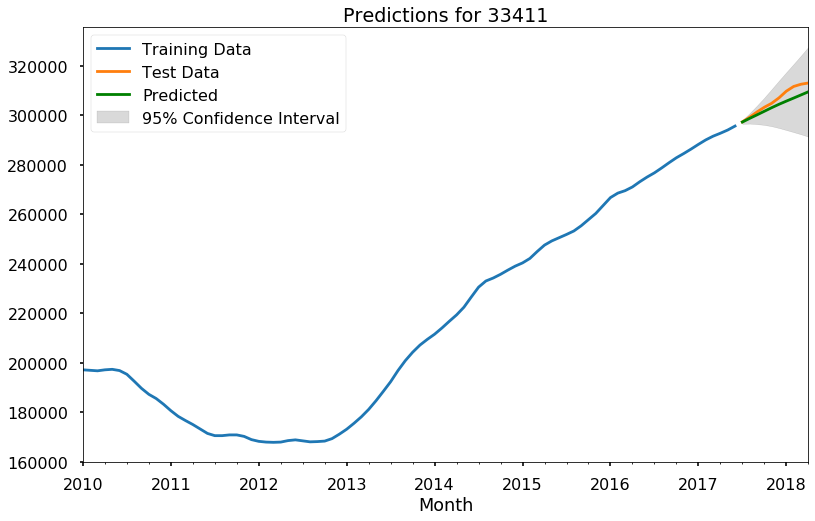 Predictions for 33411
Training Data
Test Data
Predicted
95% Confidence Interval
320000
300000
280000
260000
240000
220000
200000
180000
160000
2010 2011 2012 2013 2014 2015 2016 2017 2018
Month